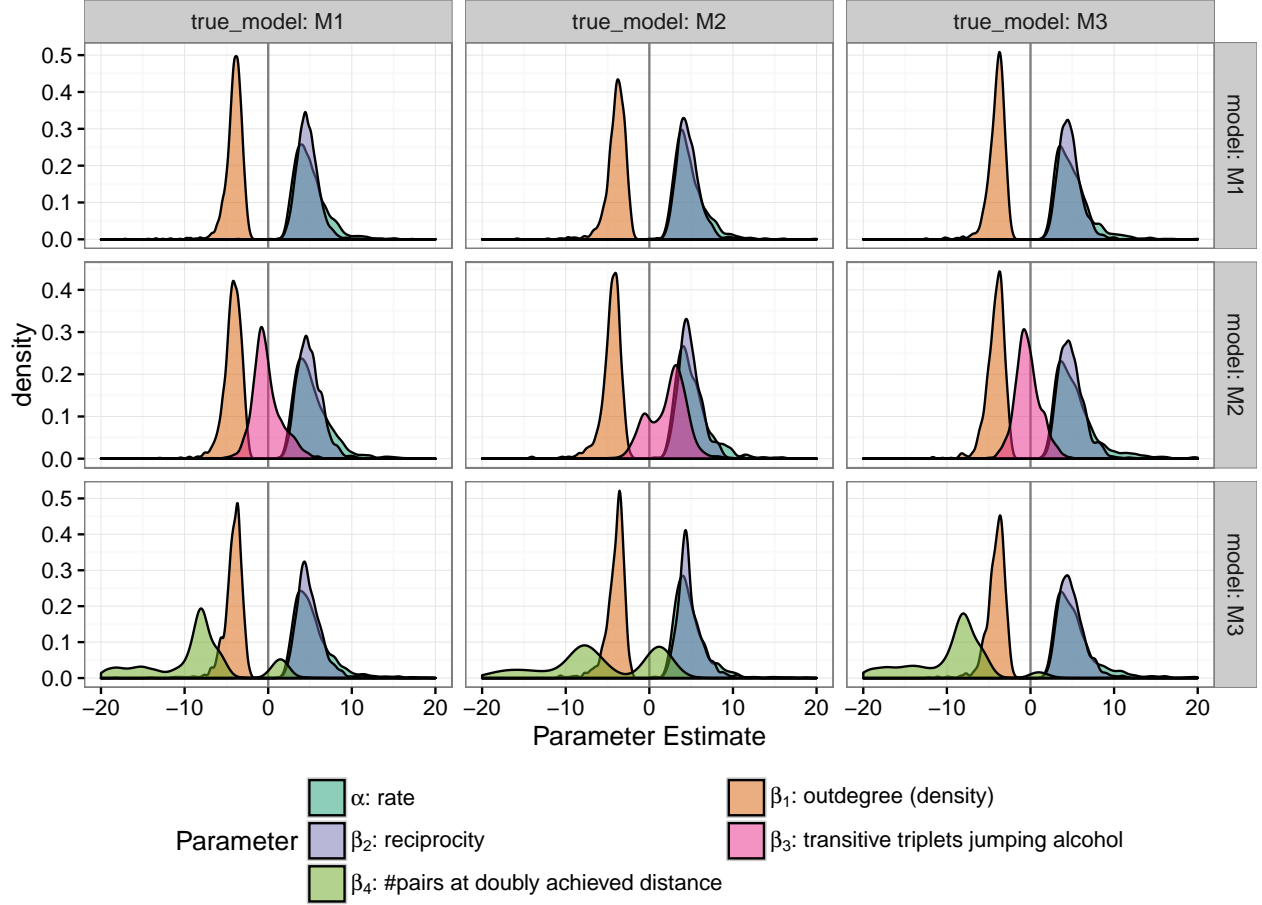 true_model: M1 true_model: M2 true_model: M3
0.5
0.4
0.3
0.2
0.1
0.0
model: M1
0.4
0.3
0.2
0.1
0.0
model: M2
density
0.5
0.4
0.3
0.2
0.1
0.0
model: M3
−20 −10 0 10 20 −20 −10 0 10 20 −20 −10 0 10 20
Parameter Estimate
Parameter
α: rate
β₁: outdegree (density)
β₂: reciprocity
β₃: transitive triplets jumping alcohol
β₄: #pairs at doubly achieved distance